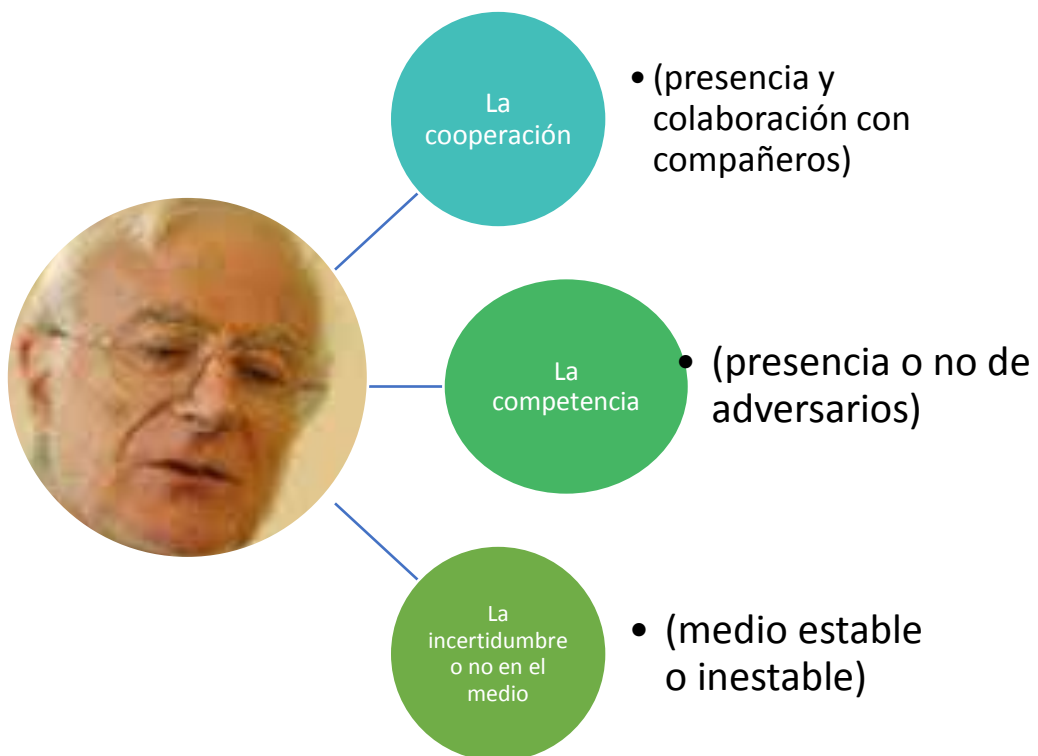 La
cooperación
• (presencia y
colaboración con
compañeros)
La
competencia
• (presencia o no de
adversarios)
La
incertidumbre
o no en el
medio
• (medio estable
o inestable)